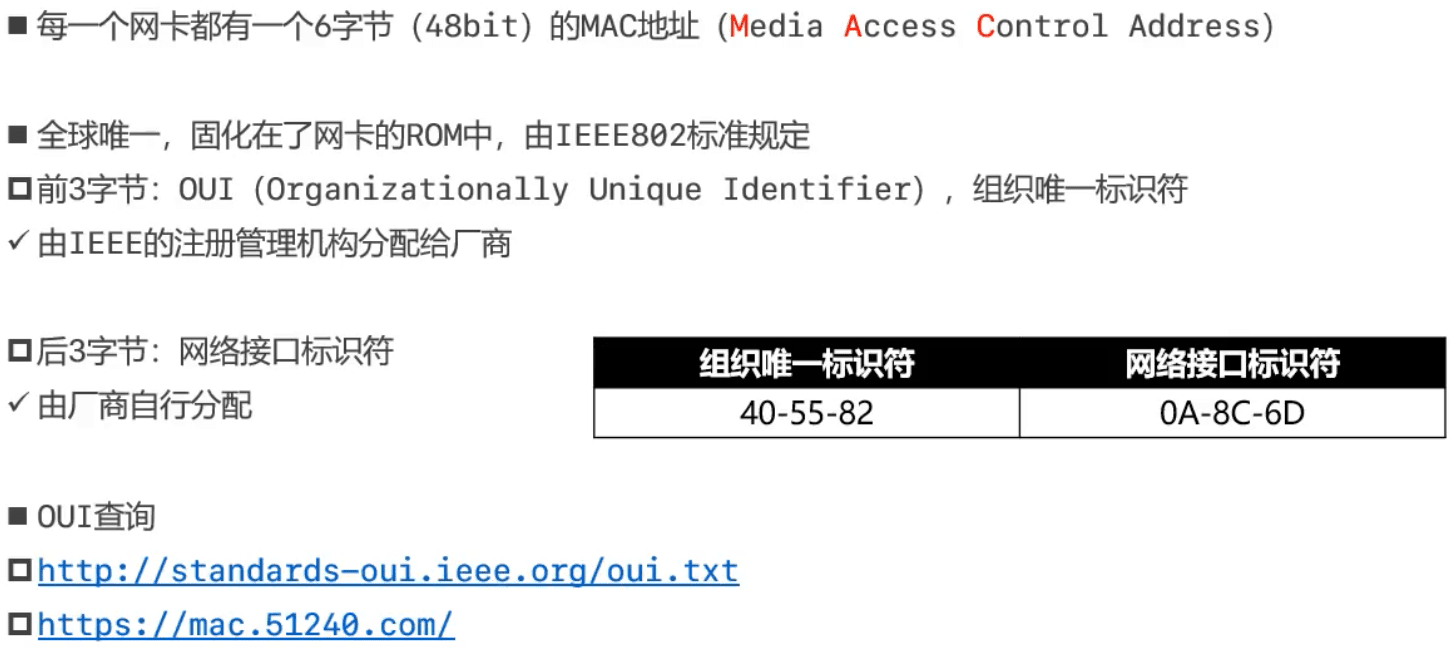 ■ 每一个网卡都有一个6字节（48bit）的MAC地址（Media Access Control Address）
■ 全球唯一，固化在了网卡的ROM中，由IEEE802标准规定
前3字节：OUI（Organizationally Unique Identifier），组织唯一标识符
✓ 由IEEE的注册管理机构分配给厂商
后3字节：网络接口标识符
✓ 由厂商自行分配
组织唯一标识符 网络接口标识符
40-55-82 0A-8C-6D
■ OUI查询
http://standards-oui.ieee.org/oui.txt
https://mac.51240.com/